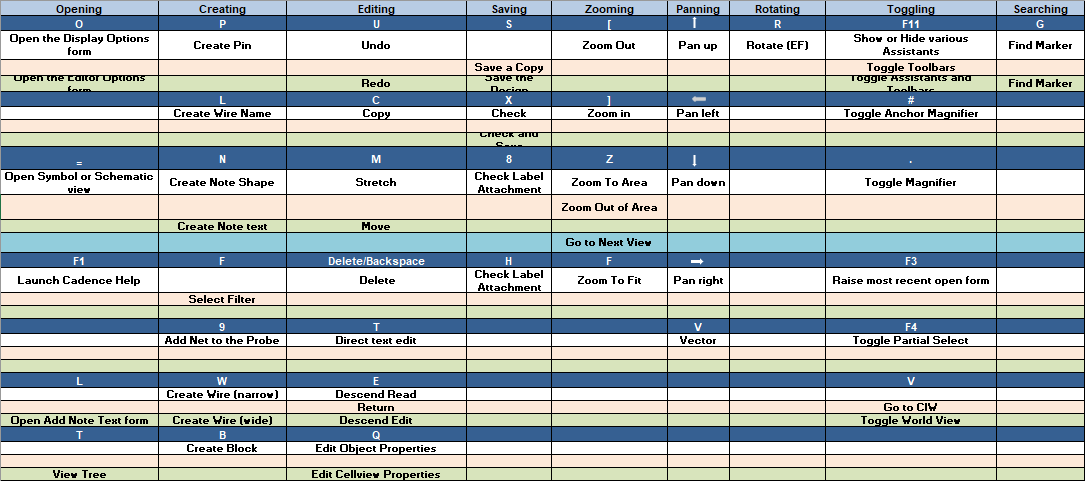 Opening Creating Editing Saving Zooming Panning Rotating Toggling Searching
O P U S [ ↑ R F11 G
Open the Display Options form Create Pin Undo Zoom Out Pan up Rotate (EF) Show or Hide various Assistants Find Marker
Save a Copy Toggle Toolbars
Open the Editor Options form Redo Save the Design Toggle Assistants and Toolbars Find Marker
L C X ] ← #
Create Wire Name Copy Check Zoom in Pan left Toggle Anchor Magnifier
Check and Save
= N M 8 Z ↓ .
Open Symbol or Schematic view Create Note Shape Stretch Check Label Attachment Zoom To Area Pan down Toggle Magnifier
Zoom Out of Area
Create Note text Move
Go to Next View
F1 F Delete/Backspace H F → F3
Launch Cadence Help Delete Check Label Attachment Zoom To Fit Pan right Raise most recent open form
Select Filter
9 T V F4
Add Net to the Probe Direct text edit Vector Toggle Partial Select
L W E V
Create Wire (narrow) Descend Read
Return Go to CIW
Open Add Note Text form Create Wire (wide) Descend Edit Toggle World View
T B Q
Create Block Edit Object Properties
View Tree Edit Cellview Properties